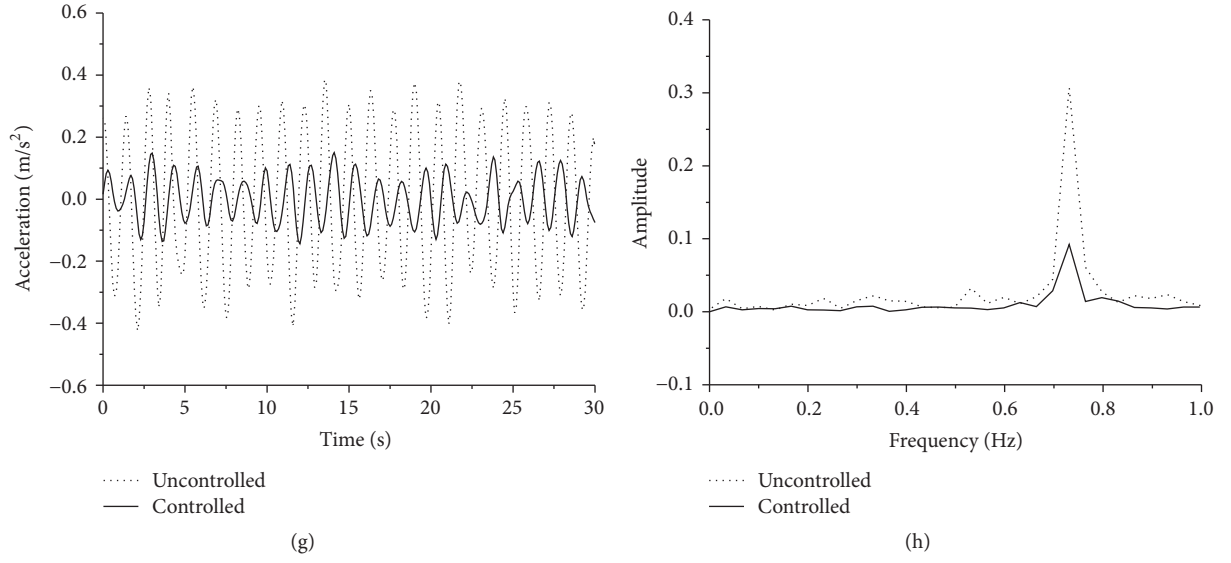 0.6
0.4
0.2
0.0
−0.2
−0.4
−0.6
Acceleration (m/s²)
0 5 10 15 20 25 30
Time (s)
Uncontrolled
Controlled
(g)
0.4
0.3
0.2
0.1
0.0
−0.1
Amplitude
0.0 0.2 0.4 0.6 0.8 1.0
Frequency (Hz)
Uncontrolled
Controlled
(h)